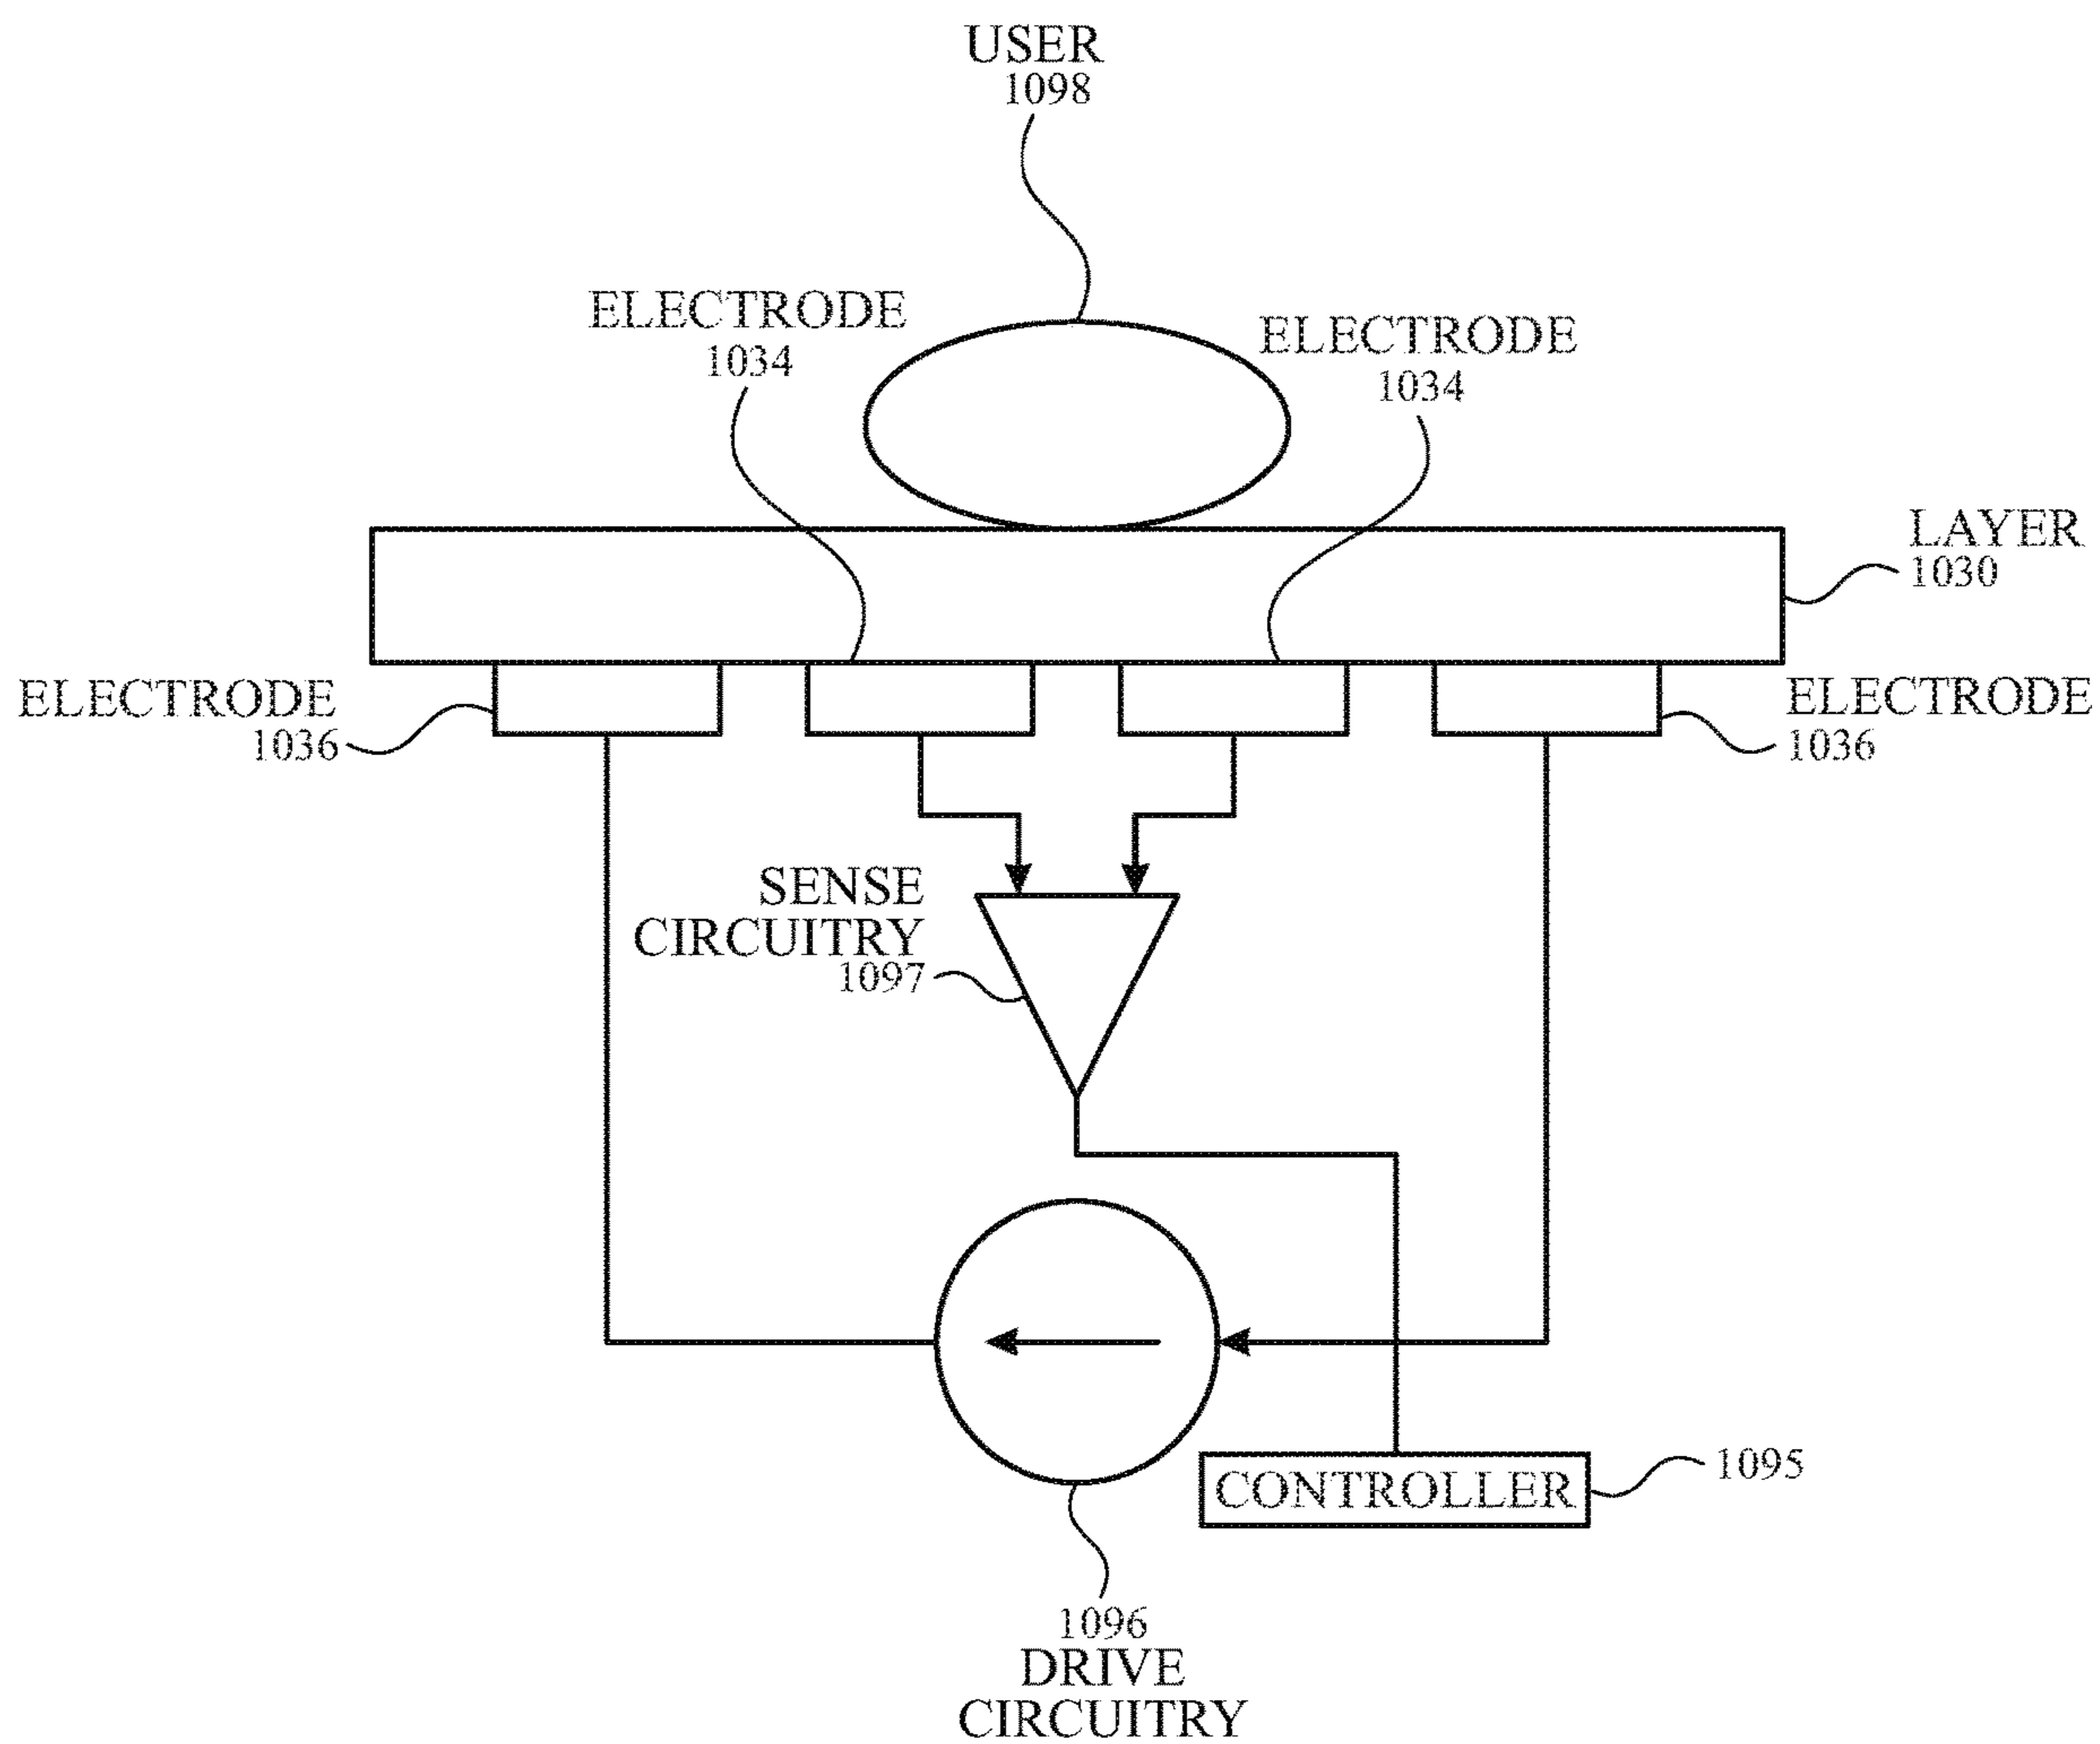 USER
1098
ELECTRODE
1034
ELECTRODE
1034
LAYER
1030
ELECTRODE
1036
ELECTRODE
1036
SENSE
CIRCUITRY
1097
CONTROLLER
1095
1096
DRIVE
CIRCUITRY